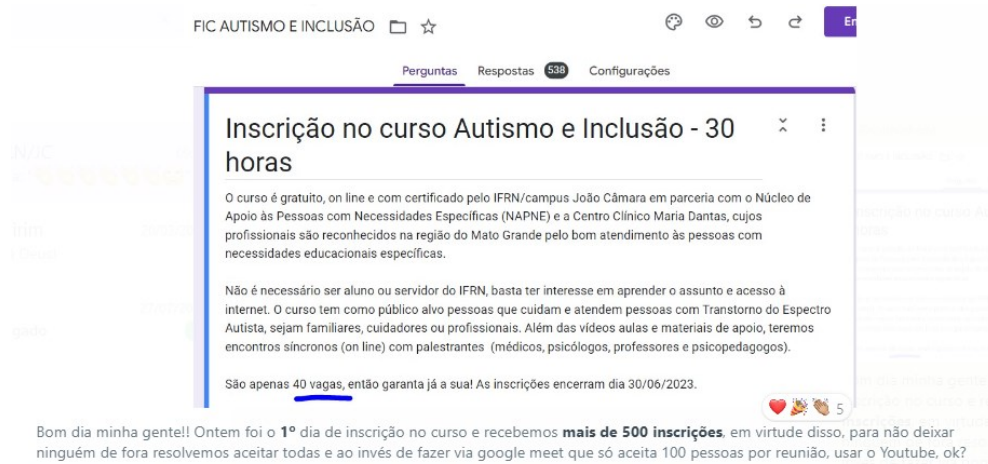 FIC AUTISMO E INCLUSÃO
En
Perguntas Respostas 538 Configurações
Inscrição no curso Autismo e Inclusão - 30
horas
O curso é gratuito, on line e com certificado pelo IFRN/campus João Câmara em parceria com o Núcleo de
Apoio às Pessoas com Necessidades Específicas (NAPNE) e a Centro Clínico Maria Dantas, cujos
profissionais são reconhecidos na região do Mato Grande pelo bom atendimento às pessoas com
necessidades educacionais específicas.
Não é necessário ser aluno ou servidor do IFRN, basta ter interesse em aprender o assunto e acesso à
internet. O curso tem como público alvo pessoas que cuidam e atendem pessoas com Transtorno do Espectro
Autista, sejam familiares, cuidadores ou profissionais. Além das vídeos aulas e materiais de apoio, teremos
encontros síncronos (on line) com palestrantes (médicos, psicólogos, professores e psicopedagogos).
São apenas 40 vagas, então garanta já a sua! As inscrições encerram dia 30/06/2023.
5
Bom dia minha gente!! Ontem foi o 1º dia de inscrição no curso e recebemos mais de 500 inscrições, em virtude disso, para não deixar
ninguém de fora resolvemos aceitar todas e ao invés de fazer via google meet que só aceita 100 pessoas por reunião, usar o Youtube, ok?